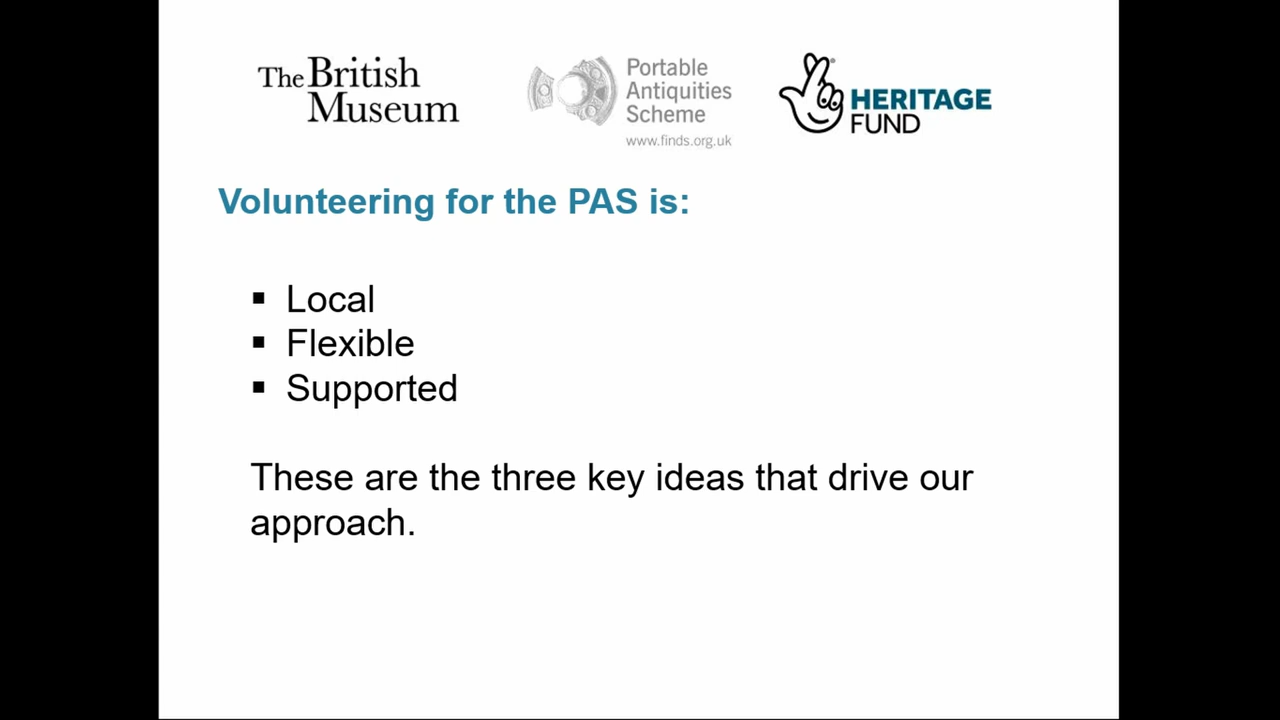 The British
Museum
Portable
Antiquities
Scheme
www.finds.org.uk
HERITAGE
FUND
Volunteering for the PAS is:
▪ Local
▪ Flexible
▪ Supported
These are the three key ideas that drive our
approach.